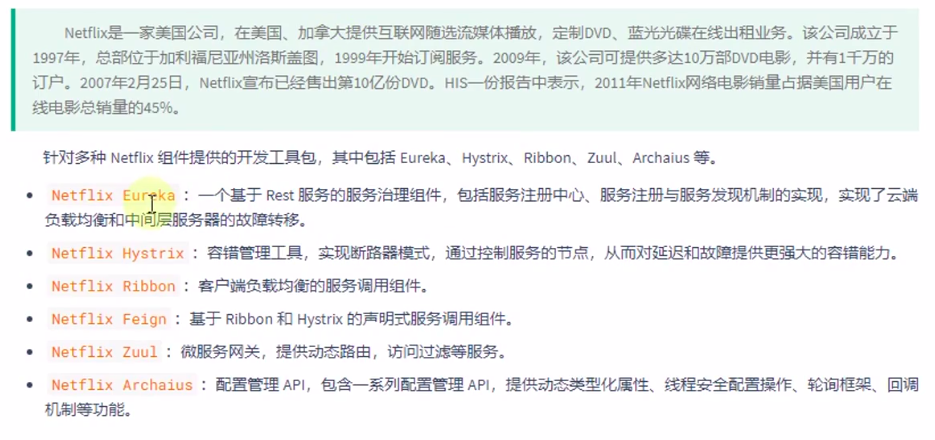 Netflix是一家美国公司，在美国、加拿大提供互联网随选流媒体播放，定制DVD、蓝光光碟在线出租业务。该公司成立于
1997年，总部位于加利福尼亚州洛斯盖图，1999年开始订阅服务。2009年，该公司可提供多达10万部DVD电影，并有1千万的
订户。2007年2月25日，Netflix宣布已经售出第10亿份DVD。HIS一份报告中表示，2011年Netflix网络电影销量占据美国用户在
线电影总销量的45%。
针对多种 Netflix 组件提供的开发工具包，其中包括 Eureka、Hystrix、Ribbon、Zuul、Archaius 等。
• Netflix Eureka ：一个基于 Rest 服务的服务治理组件，包括服务注册中心、服务注册与服务发现机制的实现，实现了云端
负载均衡和中间层服务器的故障转移。
• Netflix Hystrix ：容错管理工具，实现断路器模式，通过控制服务的节点，从而对延迟和故障提供更强大的容错能力。
• Netflix Ribbon ：客户端负载均衡的服务调用组件。
• Netflix Feign ：基于 Ribbon 和 Hystrix 的声明式服务调用组件。
• Netflix Zuul ：微服务网关，提供动态路由，访问过滤等服务。
• Netflix Archaius ：配置管理 API，包含一系列配置管理 API，提供动态类型化属性、线程安全配置操作、轮询框架、回调
机制等功能。